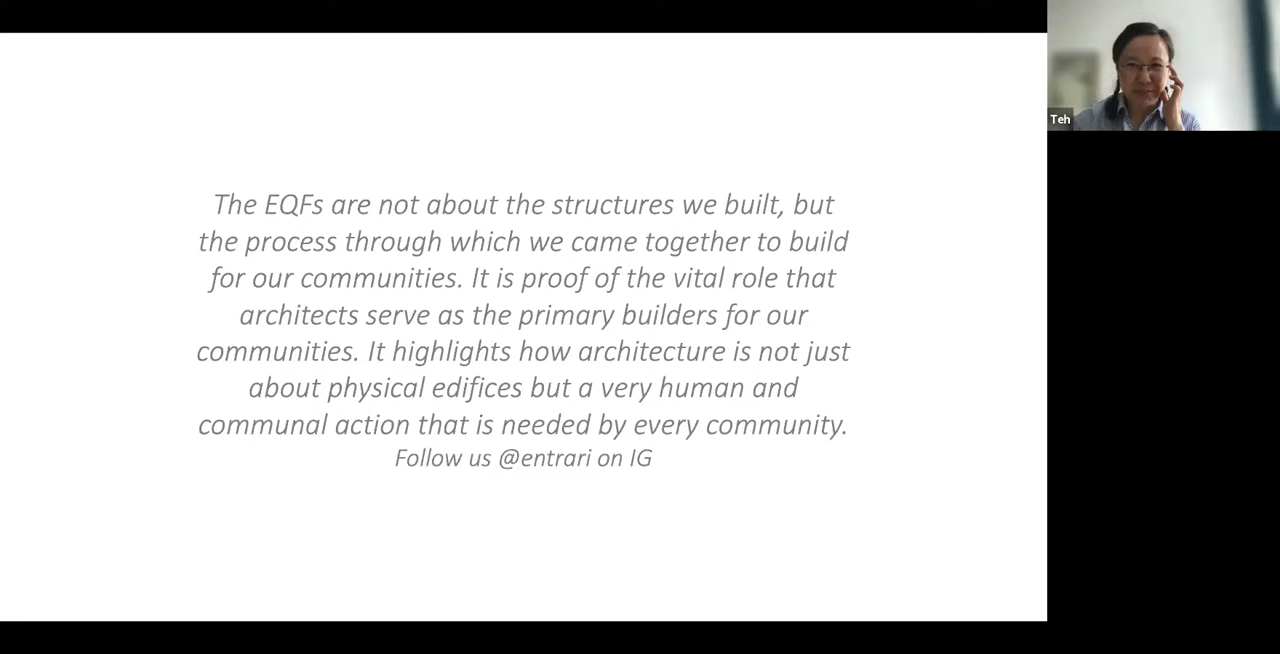 The EQFs are not about the structures we built, but
the process through which we came together to build
for our communities. It is proof of the vital role that
architects serve as the primary builders for our
communities. It highlights how architecture is not just
about physical edifices but a very human and
communal action that is needed by every community.
Follow us @entrari on IG
Teh